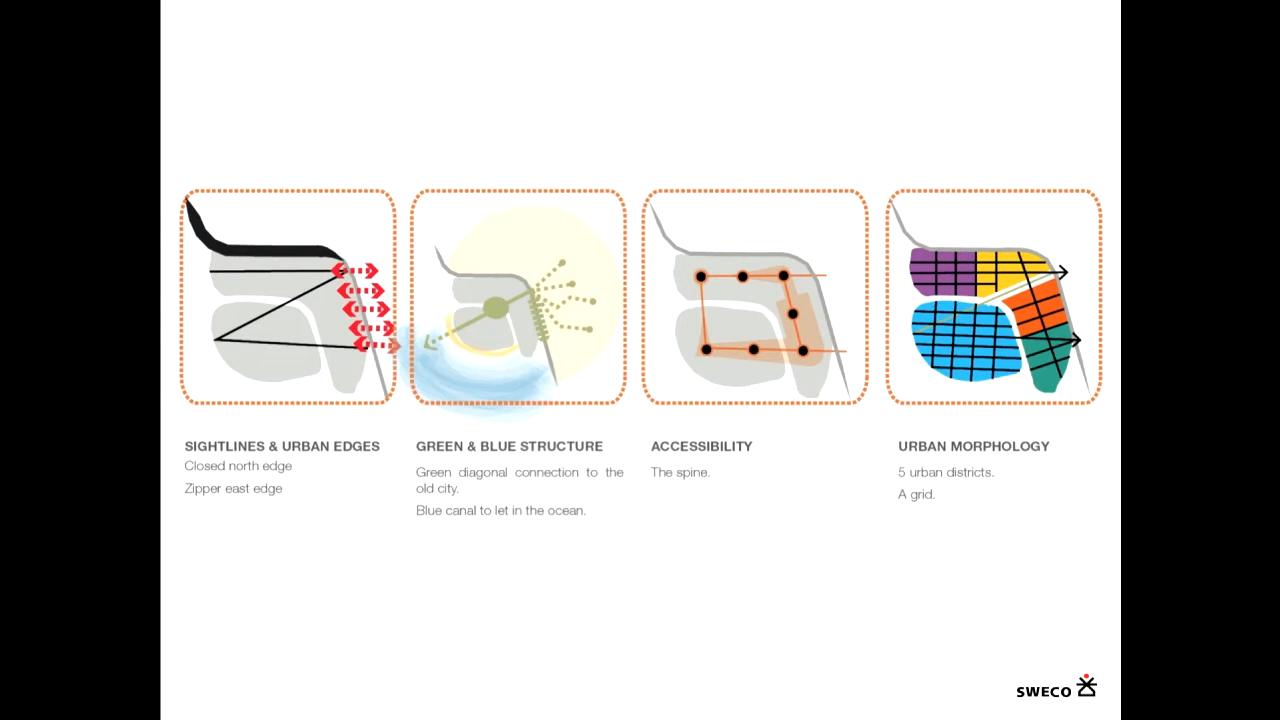 SIGHTLINES & URBAN EDGES
Closed north edge
Zipper east edge
GREEN & BLUE STRUCTURE
Green diagonal connection to the
old city.
Blue canal to let in the ocean.
ACCESSIBILITY
The spine.
URBAN MORPHOLOGY
5 urban districts.
A grid.
SWECO